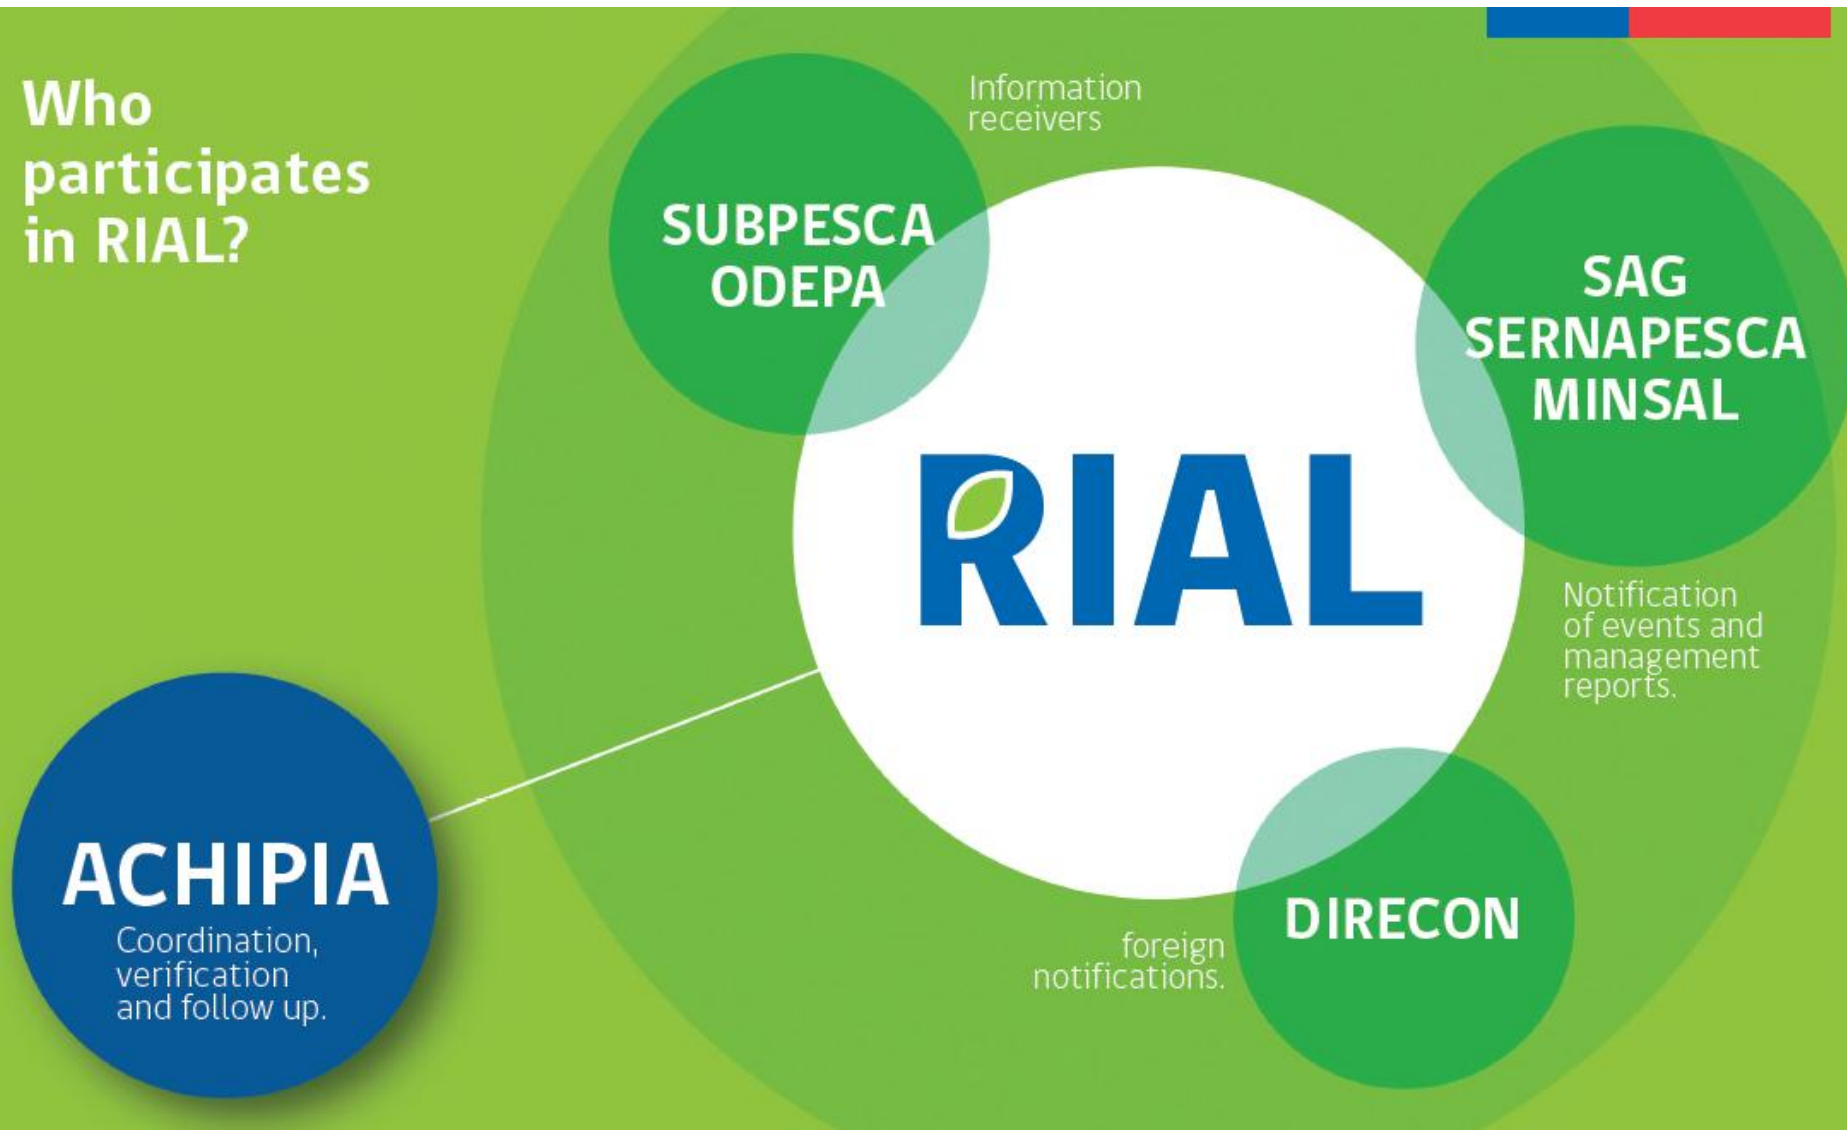 Who
participates
in RIAL?
Information
receivers
SUBPESCA
ODEPA
SAG
SERNAPESCA
MINSAL
RIAL
Notification
of events and
management
reports.
ACHIPIA
Coordination,
verification
and follow up.
DIRECON
foreign
notifications.